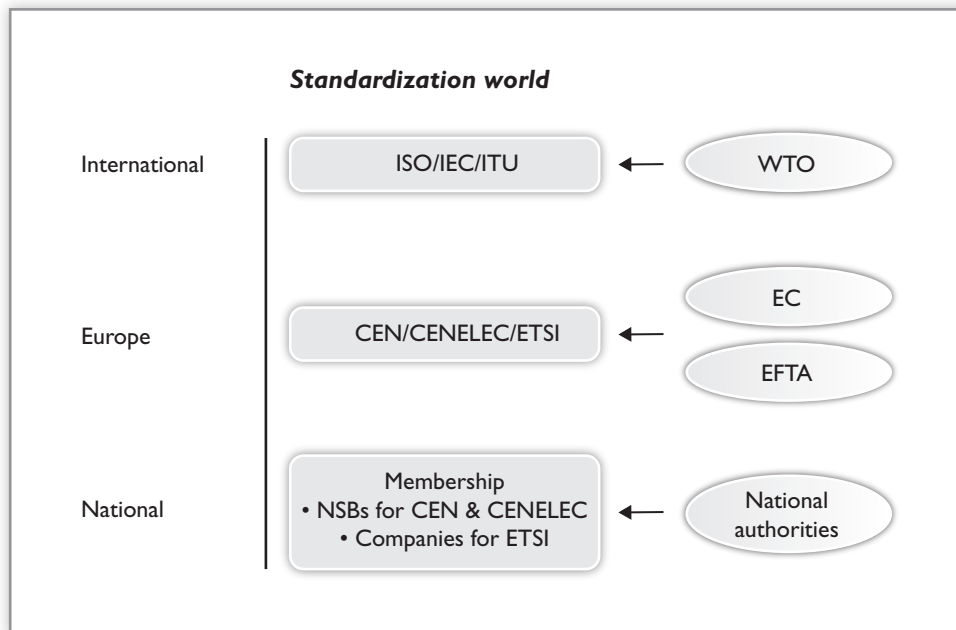 Standardization world
International
ISO/IEC/ITU
WTO
Europe
CEN/CENELEC/ETSI
EC
EFTA
National
Membership
• NSBs for CEN & CENELEC
• Companies for ETSI
National
authorities